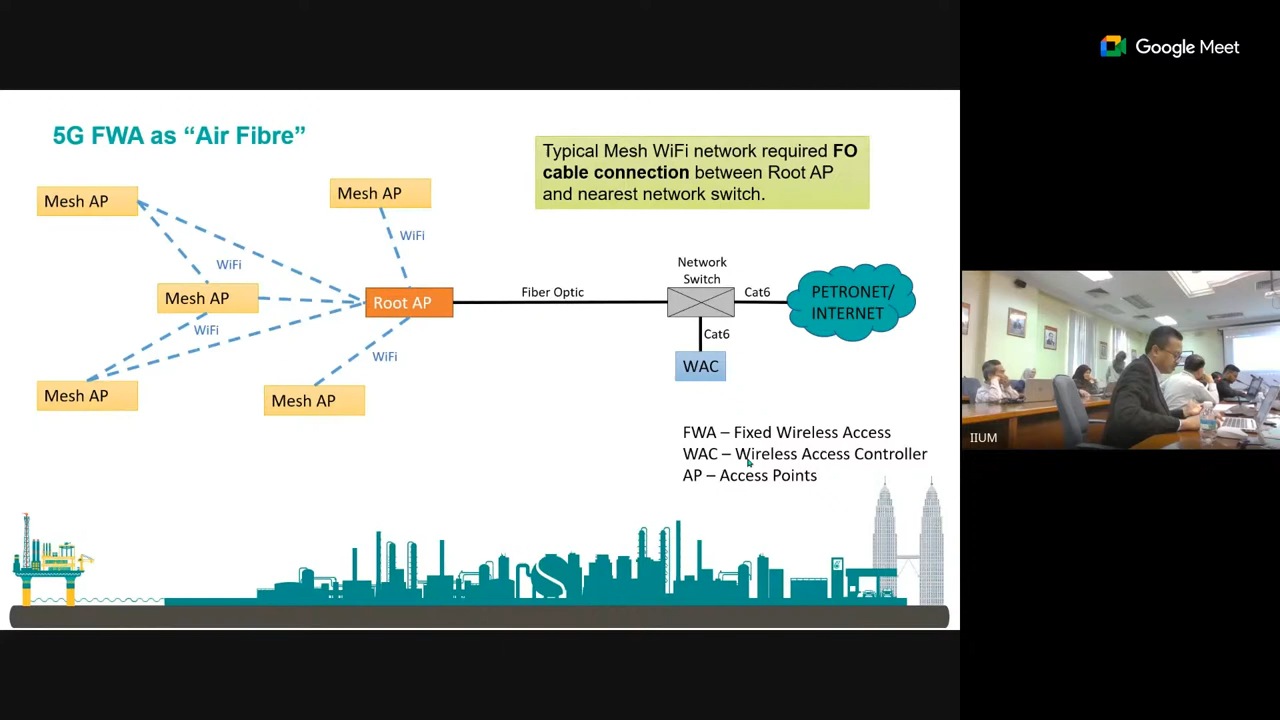 Google Meet
5G FWA as “Air Fibre”
Typical Mesh WiFi network required FO
cable connection between Root AP
and nearest network switch.
Mesh AP
Mesh AP
WiFi
WiFi
Mesh AP
Root AP
WiFi
WiFi
Mesh AP
Mesh AP
Fiber Optic
Network
Switch
Cat6
PETRONET/
INTERNET
Cat6
WAC
FWA – Fixed Wireless Access
WAC – Wireless Access Controller
AP – Access Points
IIUM